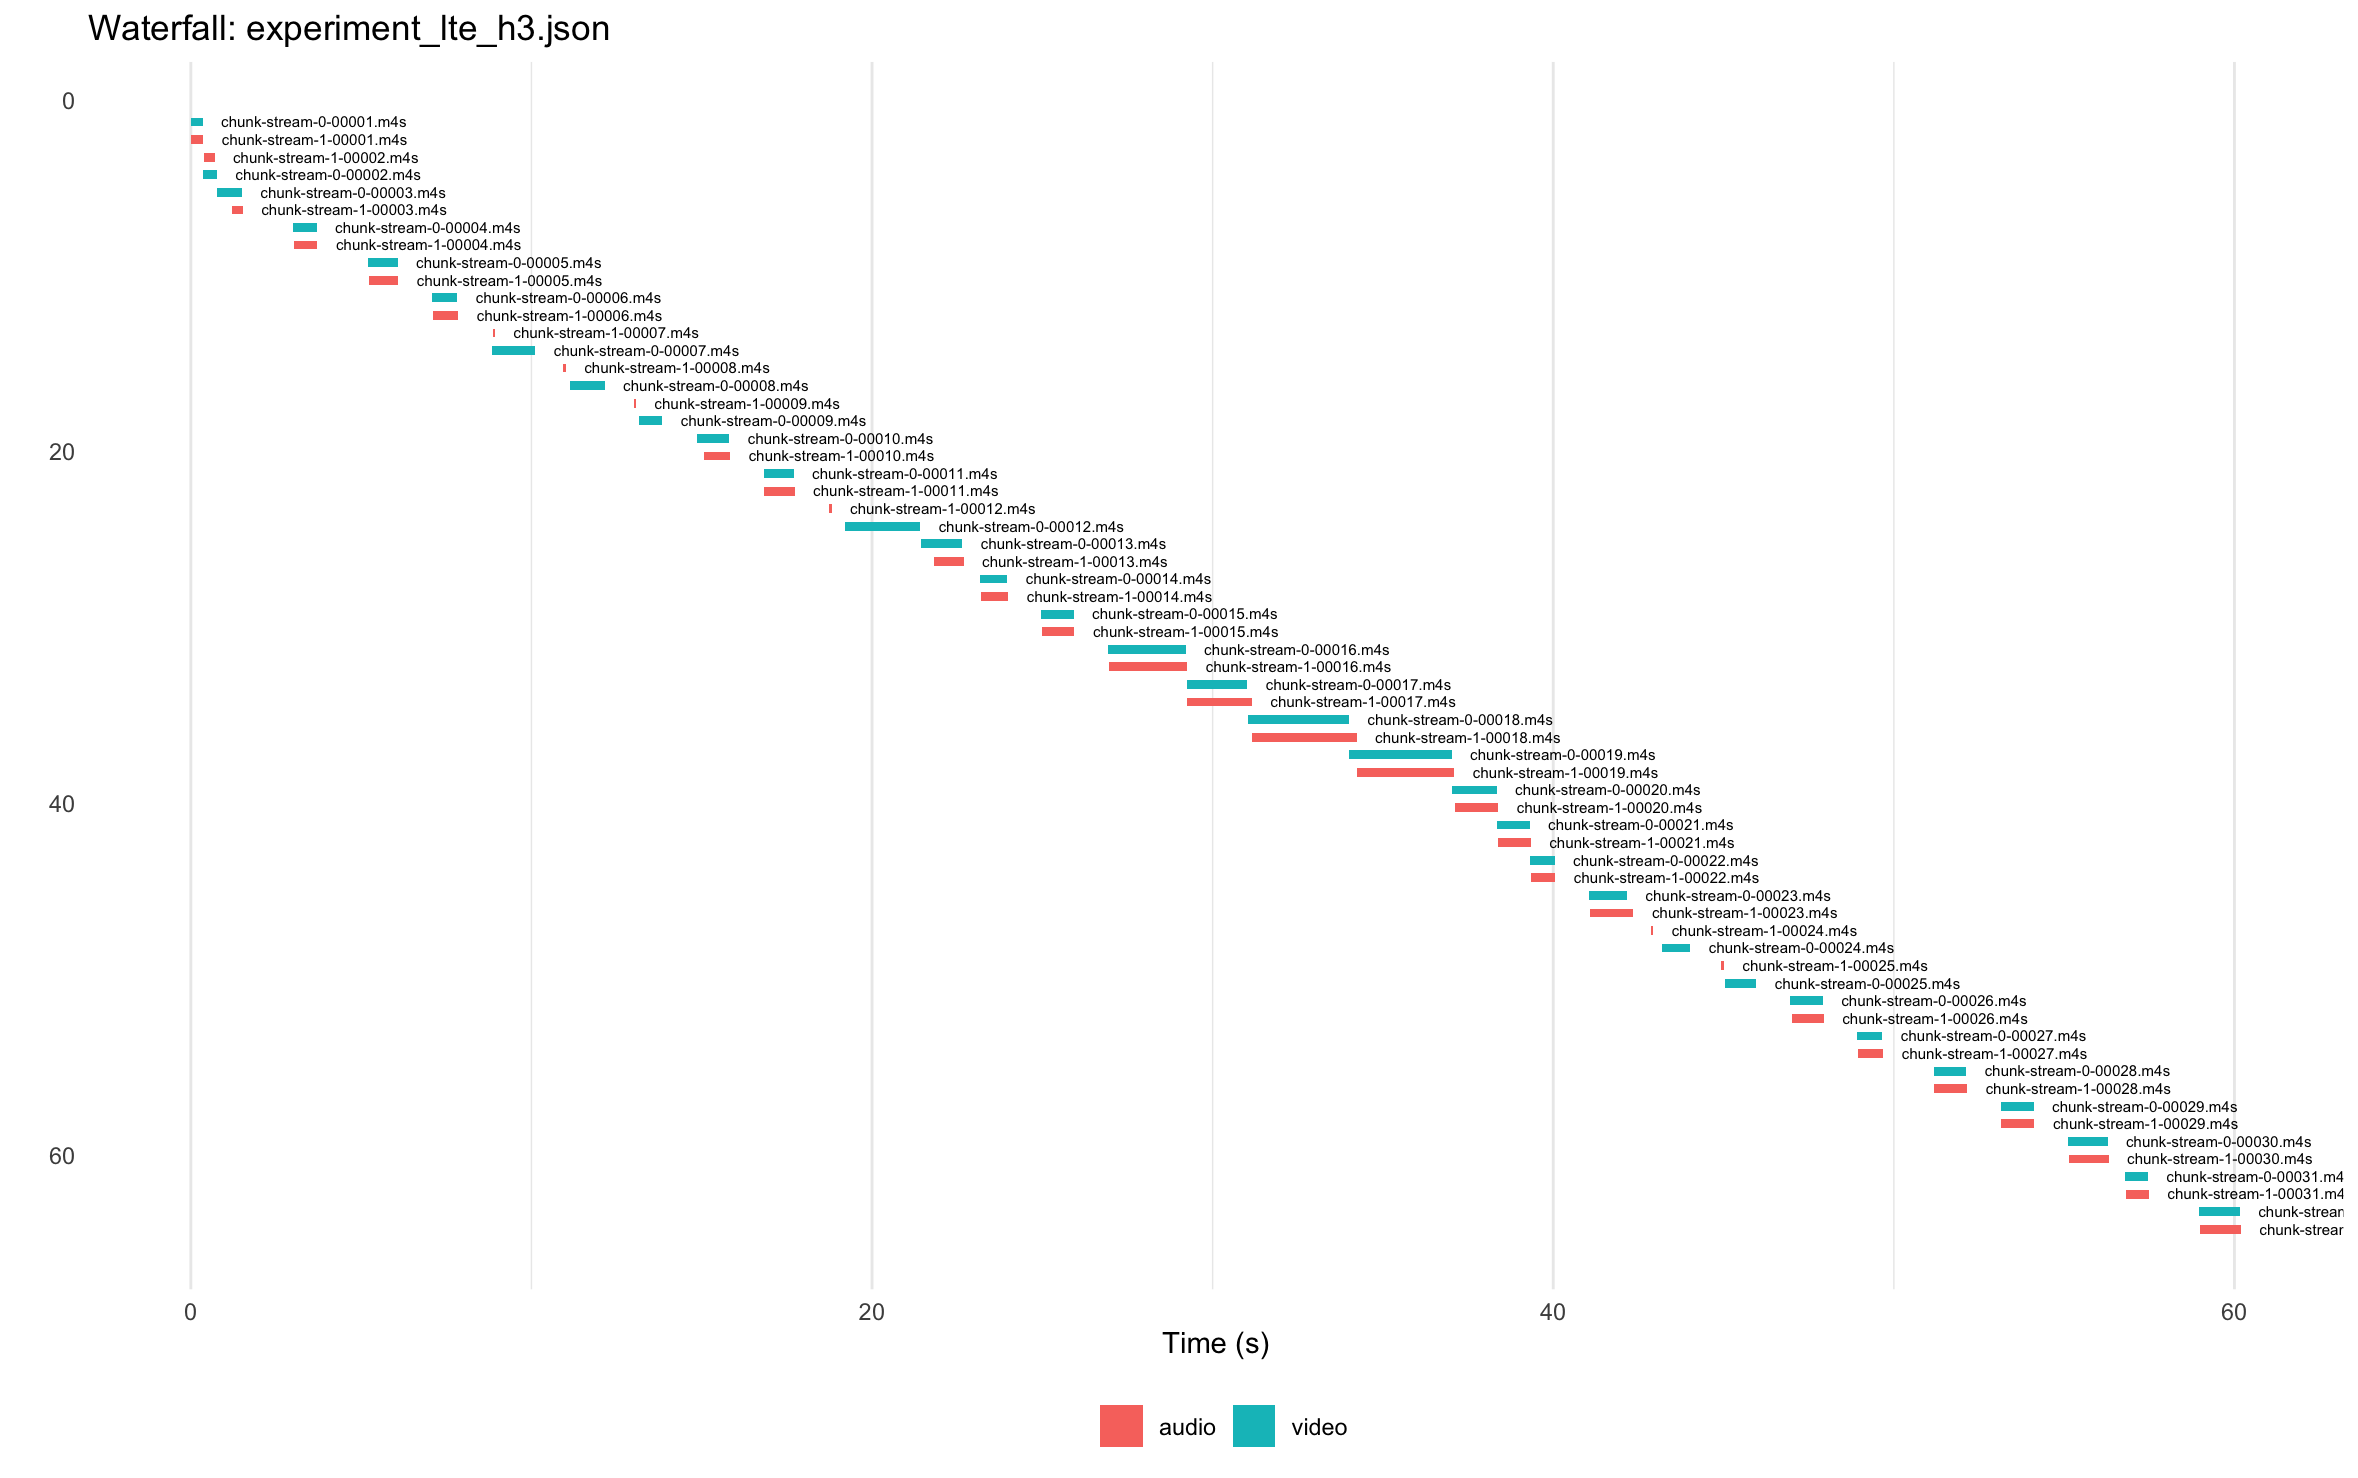 Waterfall: experiment_lte_h3.json
0
chunk-stream-0-00001.m4s
chunk-stream-1-00001.m4s
chunk-stream-1-00002.m4s
chunk-stream-0-00002.m4s
chunk-stream-0-00003.m4s
chunk-stream-1-00003.m4s
chunk-stream-0-00004.m4s
chunk-stream-1-00004.m4s
chunk-stream-0-00005.m4s
chunk-stream-1-00005.m4s
chunk-stream-0-00006.m4s
chunk-stream-1-00006.m4s
chunk-stream-1-00007.m4s
chunk-stream-0-00007.m4s
chunk-stream-1-00008.m4s
chunk-stream-0-00008.m4s
chunk-stream-1-00009.m4s
chunk-stream-0-00009.m4s
chunk-stream-0-00010.m4s
20
chunk-stream-1-00010.m4s
chunk-stream-0-00011.m4s
chunk-stream-1-00011.m4s
chunk-stream-1-00012.m4s
chunk-stream-0-00012.m4s
chunk-stream-0-00013.m4s
chunk-stream-1-00013.m4s
chunk-stream-0-00014.m4s
chunk-stream-1-00014.m4s
chunk-stream-0-00015.m4s
chunk-stream-1-00015.m4s
chunk-stream-0-00016.m4s
chunk-stream-1-00016.m4s
chunk-stream-0-00017.m4s
chunk-stream-1-00017.m4s
chunk-stream-0-00018.m4s
chunk-stream-1-00018.m4s
chunk-stream-0-00019.m4s
chunk-stream-1-00019.m4s
chunk-stream-0-00020.m4s
40
chunk-stream-1-00020.m4s
chunk-stream-0-00021.m4s
chunk-stream-1-00021.m4s
chunk-stream-0-00022.m4s
chunk-stream-1-00022.m4s
chunk-stream-0-00023.m4s
chunk-stream-1-00023.m4s
chunk-stream-1-00024.m4s
chunk-stream-0-00024.m4s
chunk-stream-1-00025.m4s
chunk-stream-0-00025.m4s
chunk-stream-0-00026.m4s
chunk-stream-1-00026.m4s
chunk-stream-0-00027.m4s
chunk-stream-1-00027.m4s
chunk-stream-0-00028.m4s
chunk-stream-1-00028.m4s
chunk-stream-0-00029.m4s
chunk-stream-1-00029.m4s
chunk-stream-0-00030.m4s
60
chunk-stream-1-00030.m4s
chunk-stream-0-00031.m4
chunk-stream-1-00031.m4
chunk-strear
chunk-strear
0 20 40 60
Time (s)
audio video